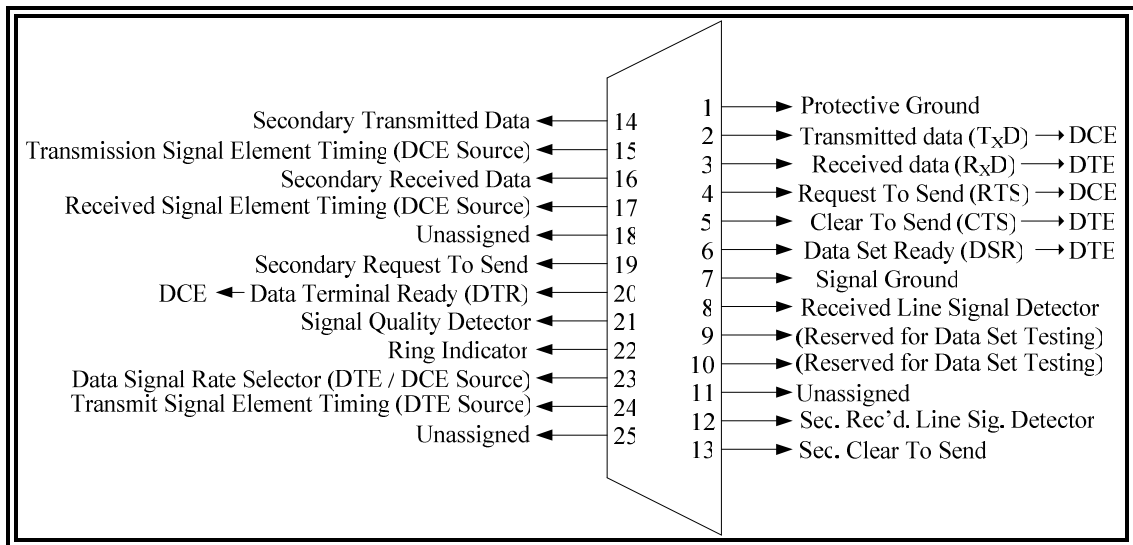 Secondary Transmitted Data 14
Transmission Signal Element Timing (DCE Source) 15
Secondary Received Data 16
Received Signal Element Timing (DCE Source) 17
Unassigned 18
Secondary Request To Send 19
DCE Data Terminal Ready (DTR) 20
Signal Quality Detector 21
Ring Indicator 22
Data Signal Rate Selector (DTE / DCE Source) 23
Transmit Signal Element Timing (DTE Source) 24
Unassigned 25
1 Protective Ground
2 Transmitted data (TXD) DCE
3 Received data (RXD) DTE
4 Request To Send (RTS) DCE
5 Clear To Send (CTS) DTE
6 Data Set Ready (DSR) DTE
7 Signal Ground
8 Received Line Signal Detector
9 (Reserved for Data Set Testing)
10 (Reserved for Data Set Testing)
11 Unassigned
12 Sec. Rec'd. Line Sig. Detector
13 Sec. Clear To Send